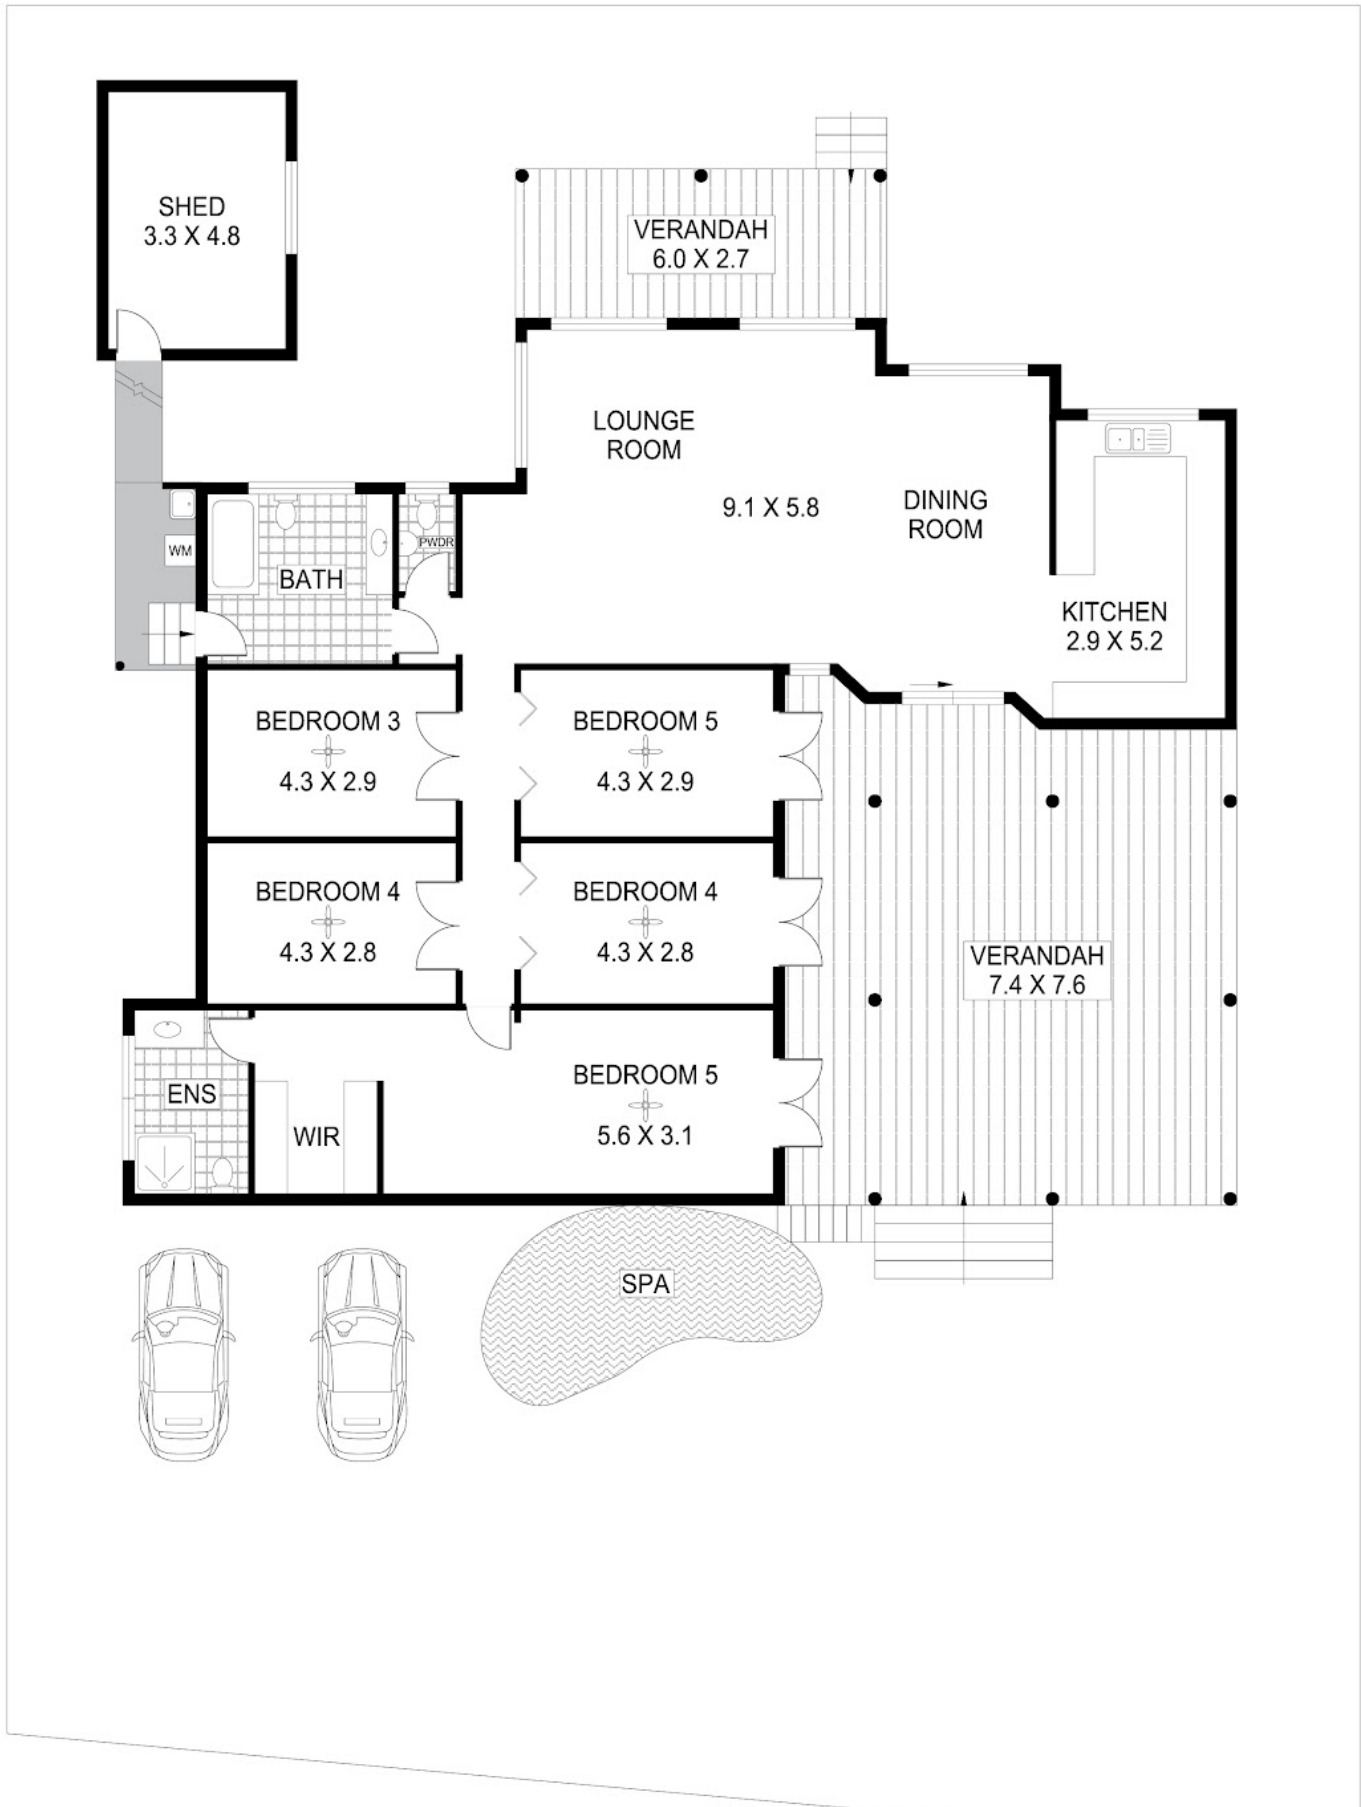 SHED
3.3 X 4.8
VERANDAH
6.0 X 2.7
LOUNGE
ROOM
9.1 X 5.8
DINING
ROOM
KITCHEN
2.9 X 5.2
WM
BATH
PWDR
BEDROOM 3
4.3 X 2.9
BEDROOM 5
4.3 X 2.9
BEDROOM 4
4.3 X 2.8
BEDROOM 4
4.3 X 2.8
VERANDAH
7.4 X 7.6
ENS
WIR
BEDROOM 5
5.6 X 3.1
SPA